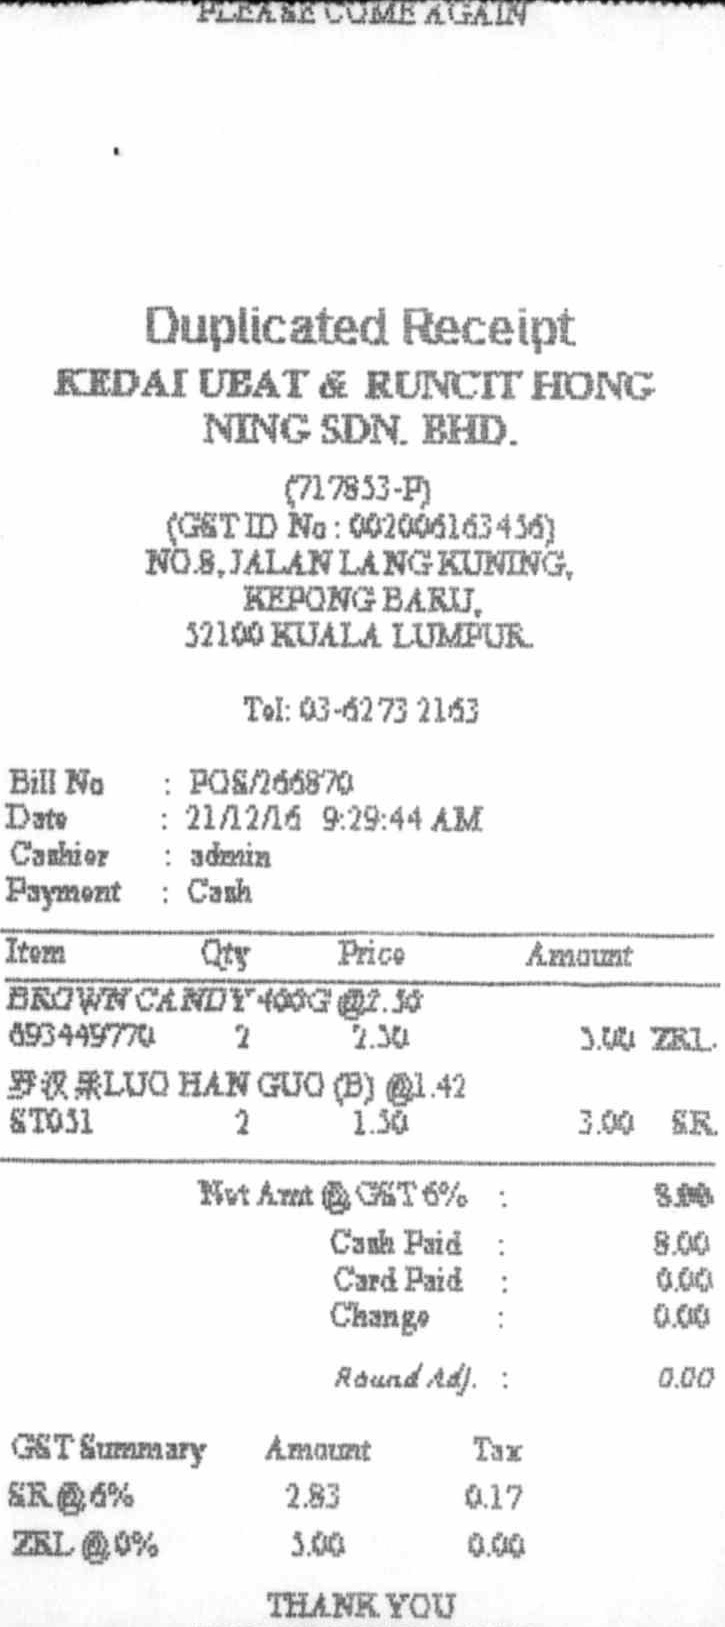 PLEASE COME AGAIN
Duplicated Receipt
KEDAI UBAT & RUNCIT HONG
NING SDN. BHD.
(717853-P)
(GST ID No : 002006163456)
NO.8, JALAN LANG KUNING,
KEPONG BARU,
52100 KUALA LUMPUR.
Tel: 03-6273 2163
Bill No : POS/266870
Date : 21/12/16 9:29:44 AM
Cashier : admin
Payment : Cash
Item Qty Price Amount
BROWN CANDY 400G @2.50
693449770 2 2.50 5.00 ZRL
罗汉果LUO HAN GUO (B) @1.42
ST051 2 1.50 3.00 SR
Net Amt @ GST 6% : 8.00
Cash Paid : 8.00
Card Paid : 0.00
Change : 0.00
Round Adj. : 0.00
GST Summary Amount Tax
SR @ 6% 2.83 0.17
ZRL @ 0% 5.00 0.00
THANK YOU